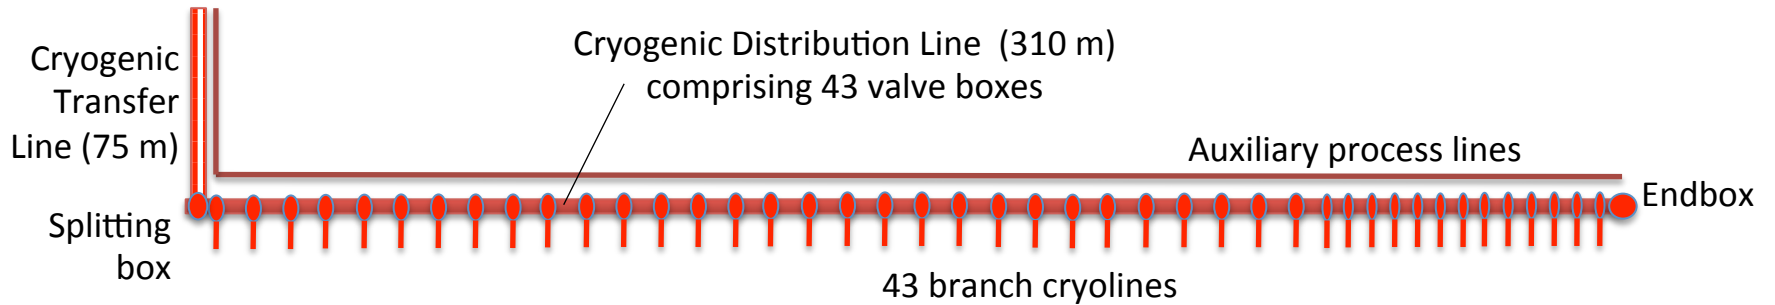 Cryogenic
Transfer
Line (75 m)
Cryogenic Distribution Line  (310 m)
comprising 43 valve boxes
Auxiliary process lines
Endbox
Splitting
box
43 branch cryolines